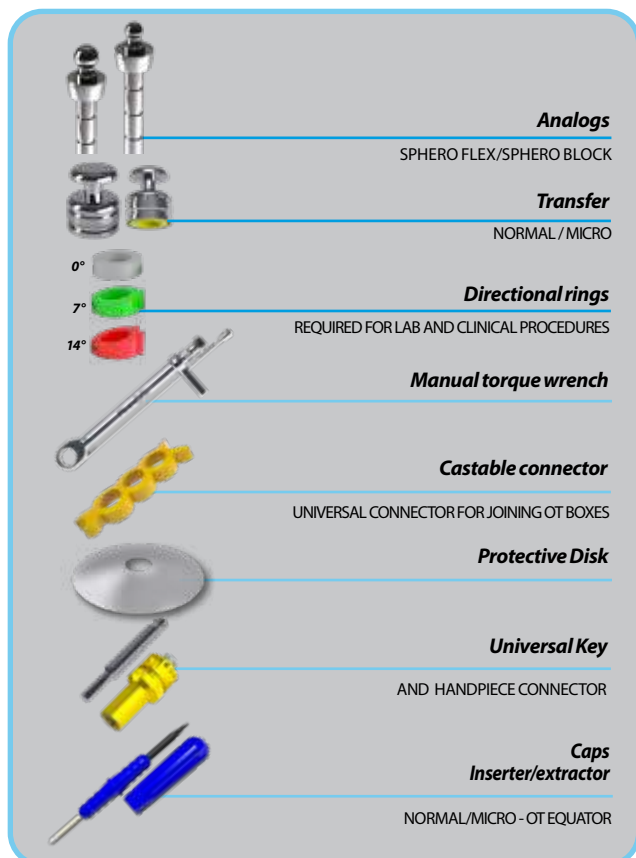 Analogs
SPHERO FLEX/SPHERO BLOCK
Transfer
NORMAL / MICRO
0°
7°
14°
Directional rings
REQUIRED FOR LAB AND CLINICAL PROCEDURES
Manual torque wrench
Castable connector
UNIVERSAL CONNECTOR FOR JOINING OT BOXES
Protective Disk
Universal Key
AND HANDPIECE CONNECTOR
Caps
Inserter/extractor
NORMAL/MICRO - OT EQUATOR